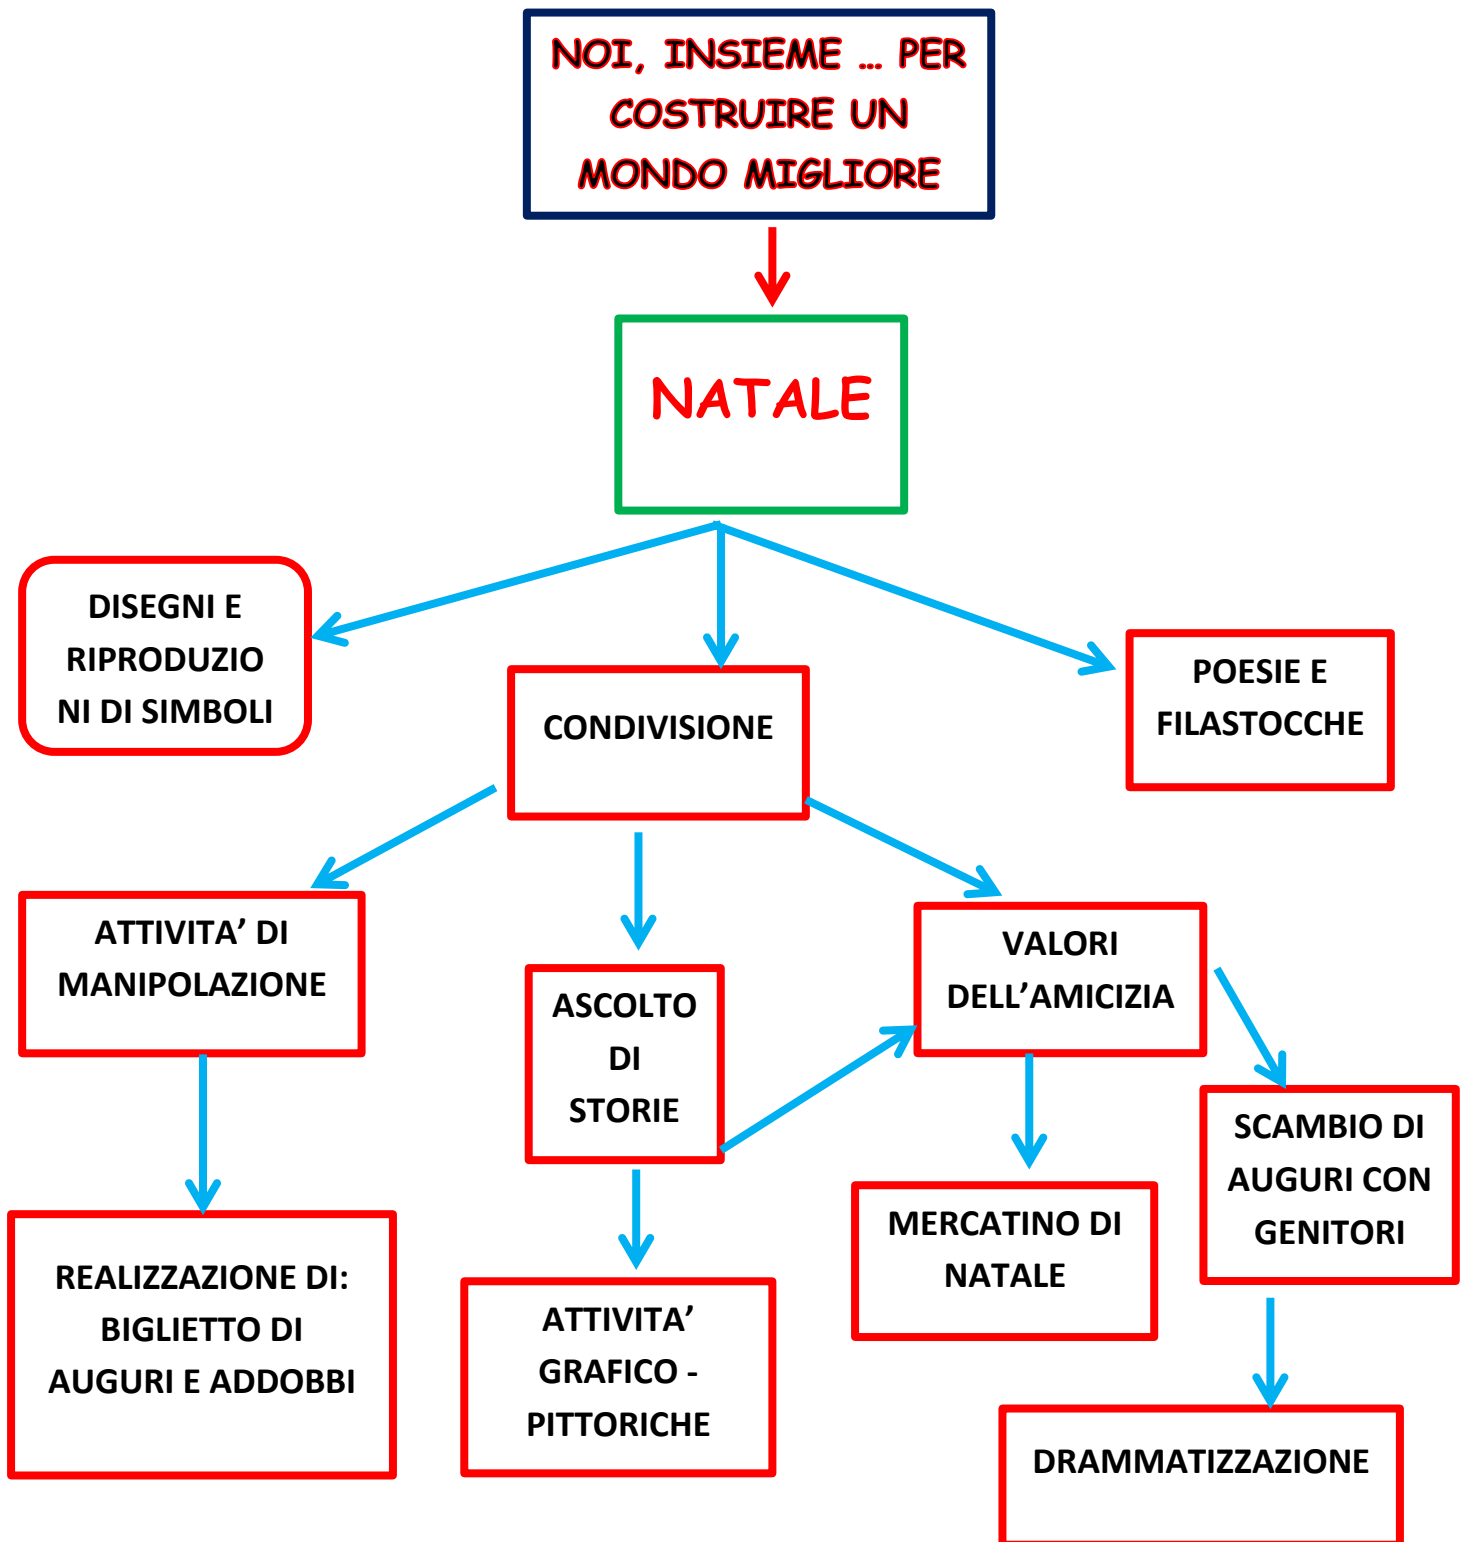 NOI, INSIEME … PER
COSTRUIRE UN
MONDO MIGLIORE
NATALE
DISEGNI E
RIPRODUZIO
NI DI SIMBOLI
CONDIVISIONE
POESIE E
FILASTOCCHE
ATTIVITA’ DI
MANIPOLAZIONE
ASCOLTO
DI
STORIE
VALORI
DELL’AMICIZIA
SCAMBIO DI
AUGURI CON
GENITORI
REALIZZAZIONE DI:
BIGLIETTO DI
AUGURI E ADDOBBI
ATTIVITA’
GRAFICO -
PITTORICHE
MERCATINO DI
NATALE
DRAMMATIZZAZIONE